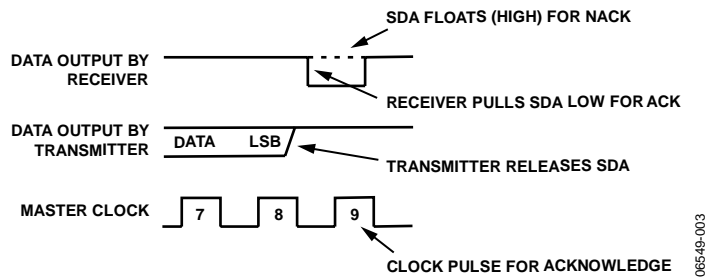 SDA FLOATS (HIGH) FOR NACK
DATA OUTPUT BY
RECEIVER
RECEIVER PULLS SDA LOW FOR ACK
DATA OUTPUT BY
TRANSMITTER
DATA LSB
TRANSMITTER RELEASES SDA
MASTER CLOCK
7 8 9
CLOCK PULSE FOR ACKNOWLEDGE
06549-003